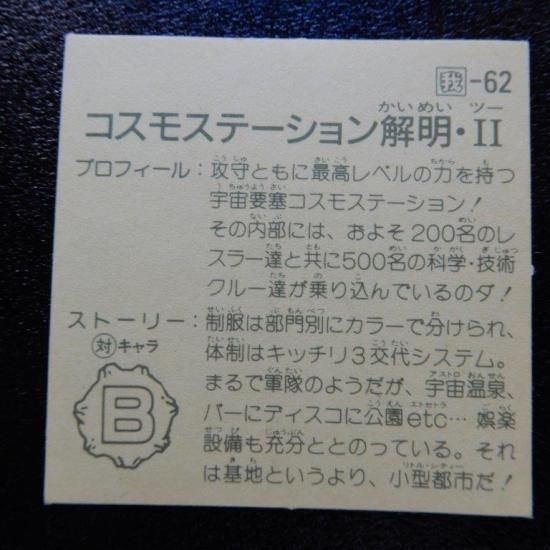 -62
コスモステーション解明・II
プロフィール：攻守ともに最高レベルの力を持つ
宇宙要塞コスモステーション！
その内部には、およそ200名のレ
スラー達と共に500名の科学・技術
クルー達が乗り込んでいるのダ！
ストーリー：制服は部門別にカラーで分けられ、
体制はキッチリ3交代システム。
まるで軍隊のようだが、宇宙温泉、
バーにディスコに公園etc…娯楽
設備も充分ととのっている。それ
は基地というより、小型都市だ！
対キャラ
B